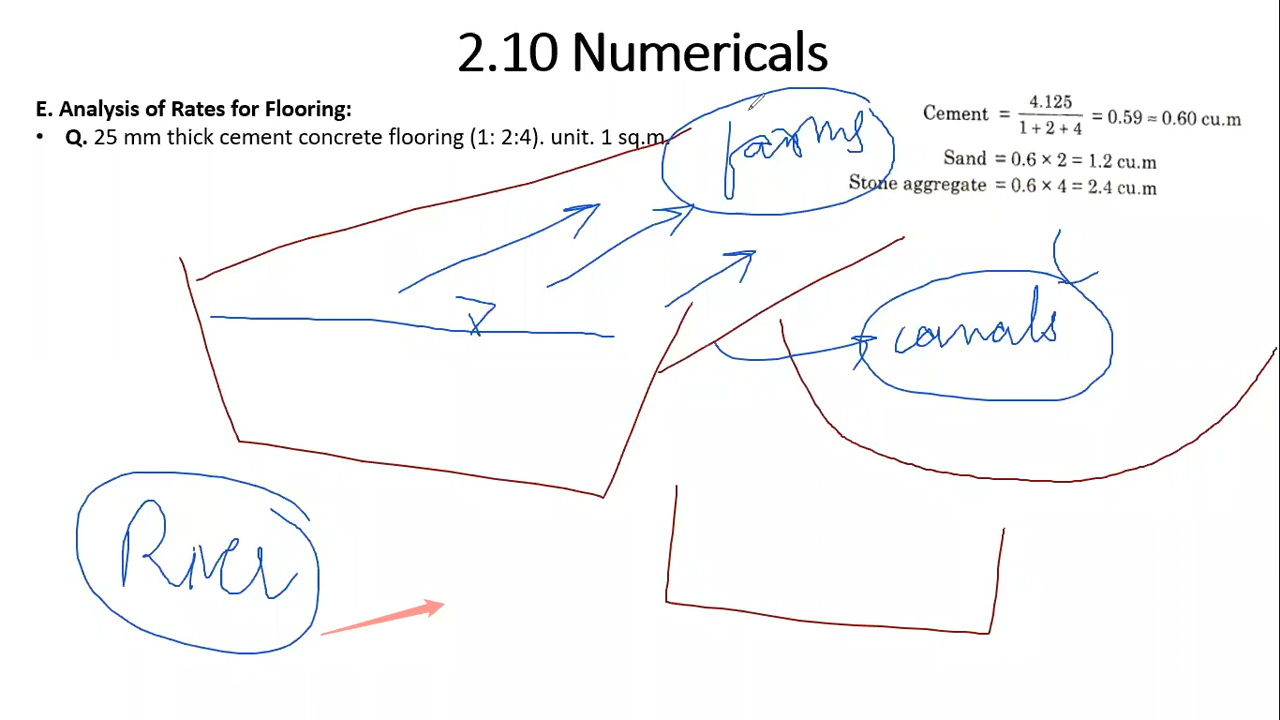 2.10 Numericals
E. Analysis of Rates for Flooring:
• Q. 25 mm thick cement concrete flooring (1: 2:4). unit. 1 sq.m.
Cement = 4.125 / 1 + 2 + 4 = 0.59 ≈ 0.60 cu.m
Sand = 0.6 × 2 = 1.2 cu.m
Stone aggregate = 0.6 × 4 = 2.4 cu.m
farms
canals
River